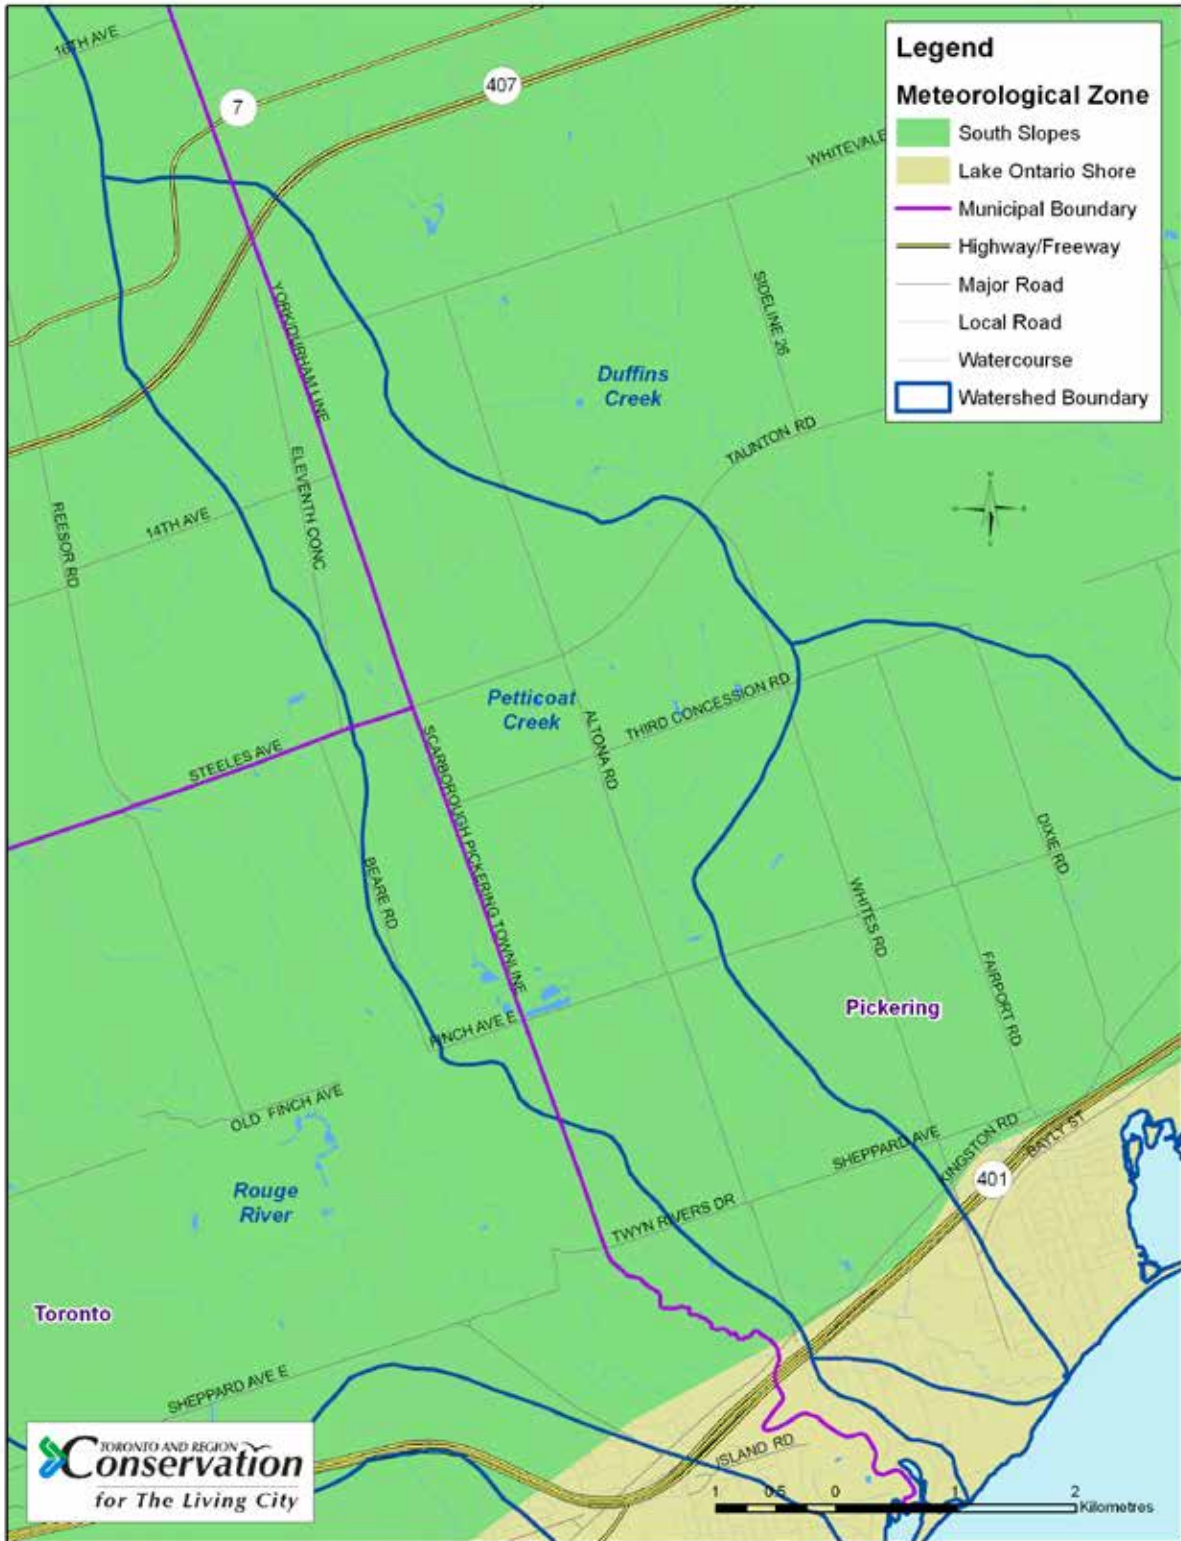 Legend
Meteorological Zone
South Slopes
Lake Ontario Shore
Municipal Boundary
Highway/Freeway
Major Road
Local Road
Watercourse
Watershed Boundary
16TH AVE
7
407
WHITEVALE
YORK/DURHAM LINE
SIDELINE 26
Duffins
Creek
TAUNTON RD
ELEVENTH CONC
14TH AVE
REESOR RD
Petticoat
Creek
THIRD CONCESSION RD
ALTONA RD
STEELES AVE
SCARBOROUGH PICKERING TOWNLINE
BEARE RD
DIXIE RD
WHITES RD
FAIRPORT RD
Pickering
FINCH AVE E
OLD FINCH AVE
SHEPPARD AVE
KINGSTON RD
BAYLY ST
401
Rouge
River
TWYN RIVERS DR
Toronto
SHEPPARD AVE E
ISLAND RD
TORONTO AND REGION
Conservation
for The Living City
1 0.5 0 1 2
Kilometres